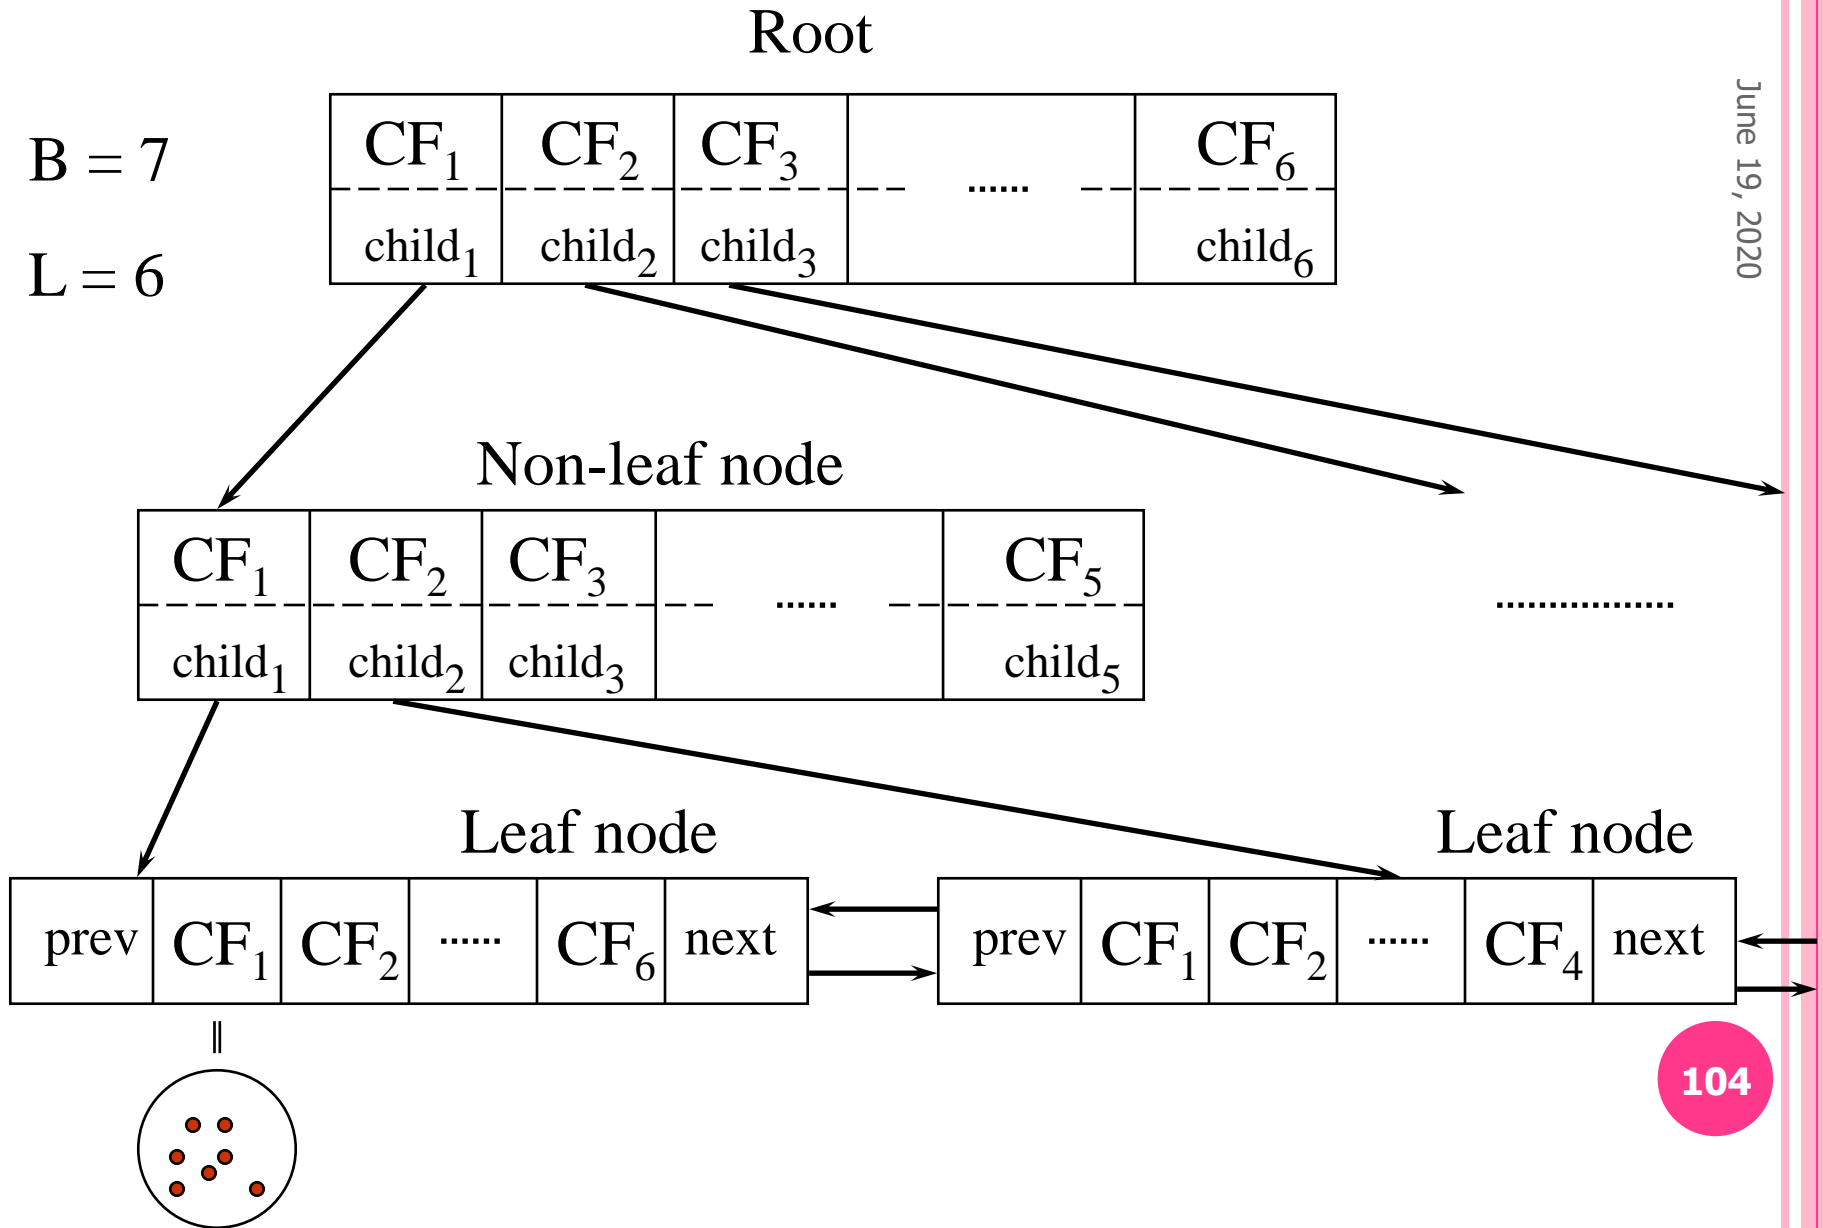 Root
B = 7
L = 6
CF1 CF2 CF3 ...... CF6
child1 child2 child3 child6
June 19, 2020
Non-leaf node
CF1 CF2 CF3 ...... CF5
child1 child2 child3 child5
.................
Leaf node Leaf node
prev CF1 CF2 ...... CF6 next prev CF1 CF2 ...... CF4 next
104